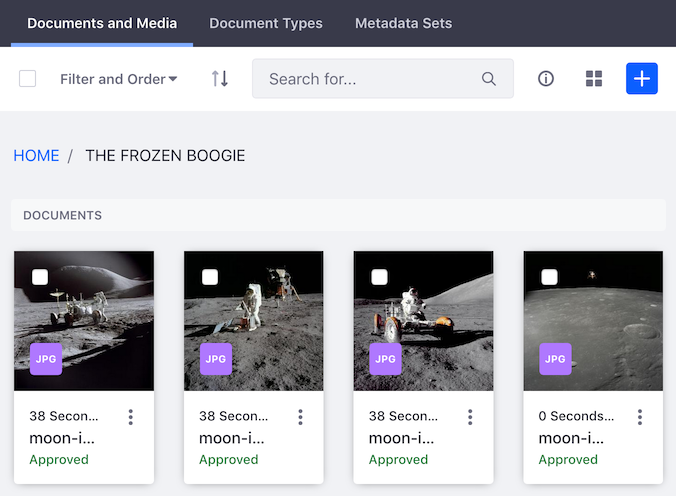 Documents and Media Document Types Metadata Sets
Filter and Order Search for...
HOME / THE FROZEN BOOGIE
DOCUMENTS
JPG JPG JPG JPG
38 Secon... 38 Secon... 38 Secon... 0 Seconds...
moon-i... moon-i... moon-i... moon-i...
Approved Approved Approved Approved